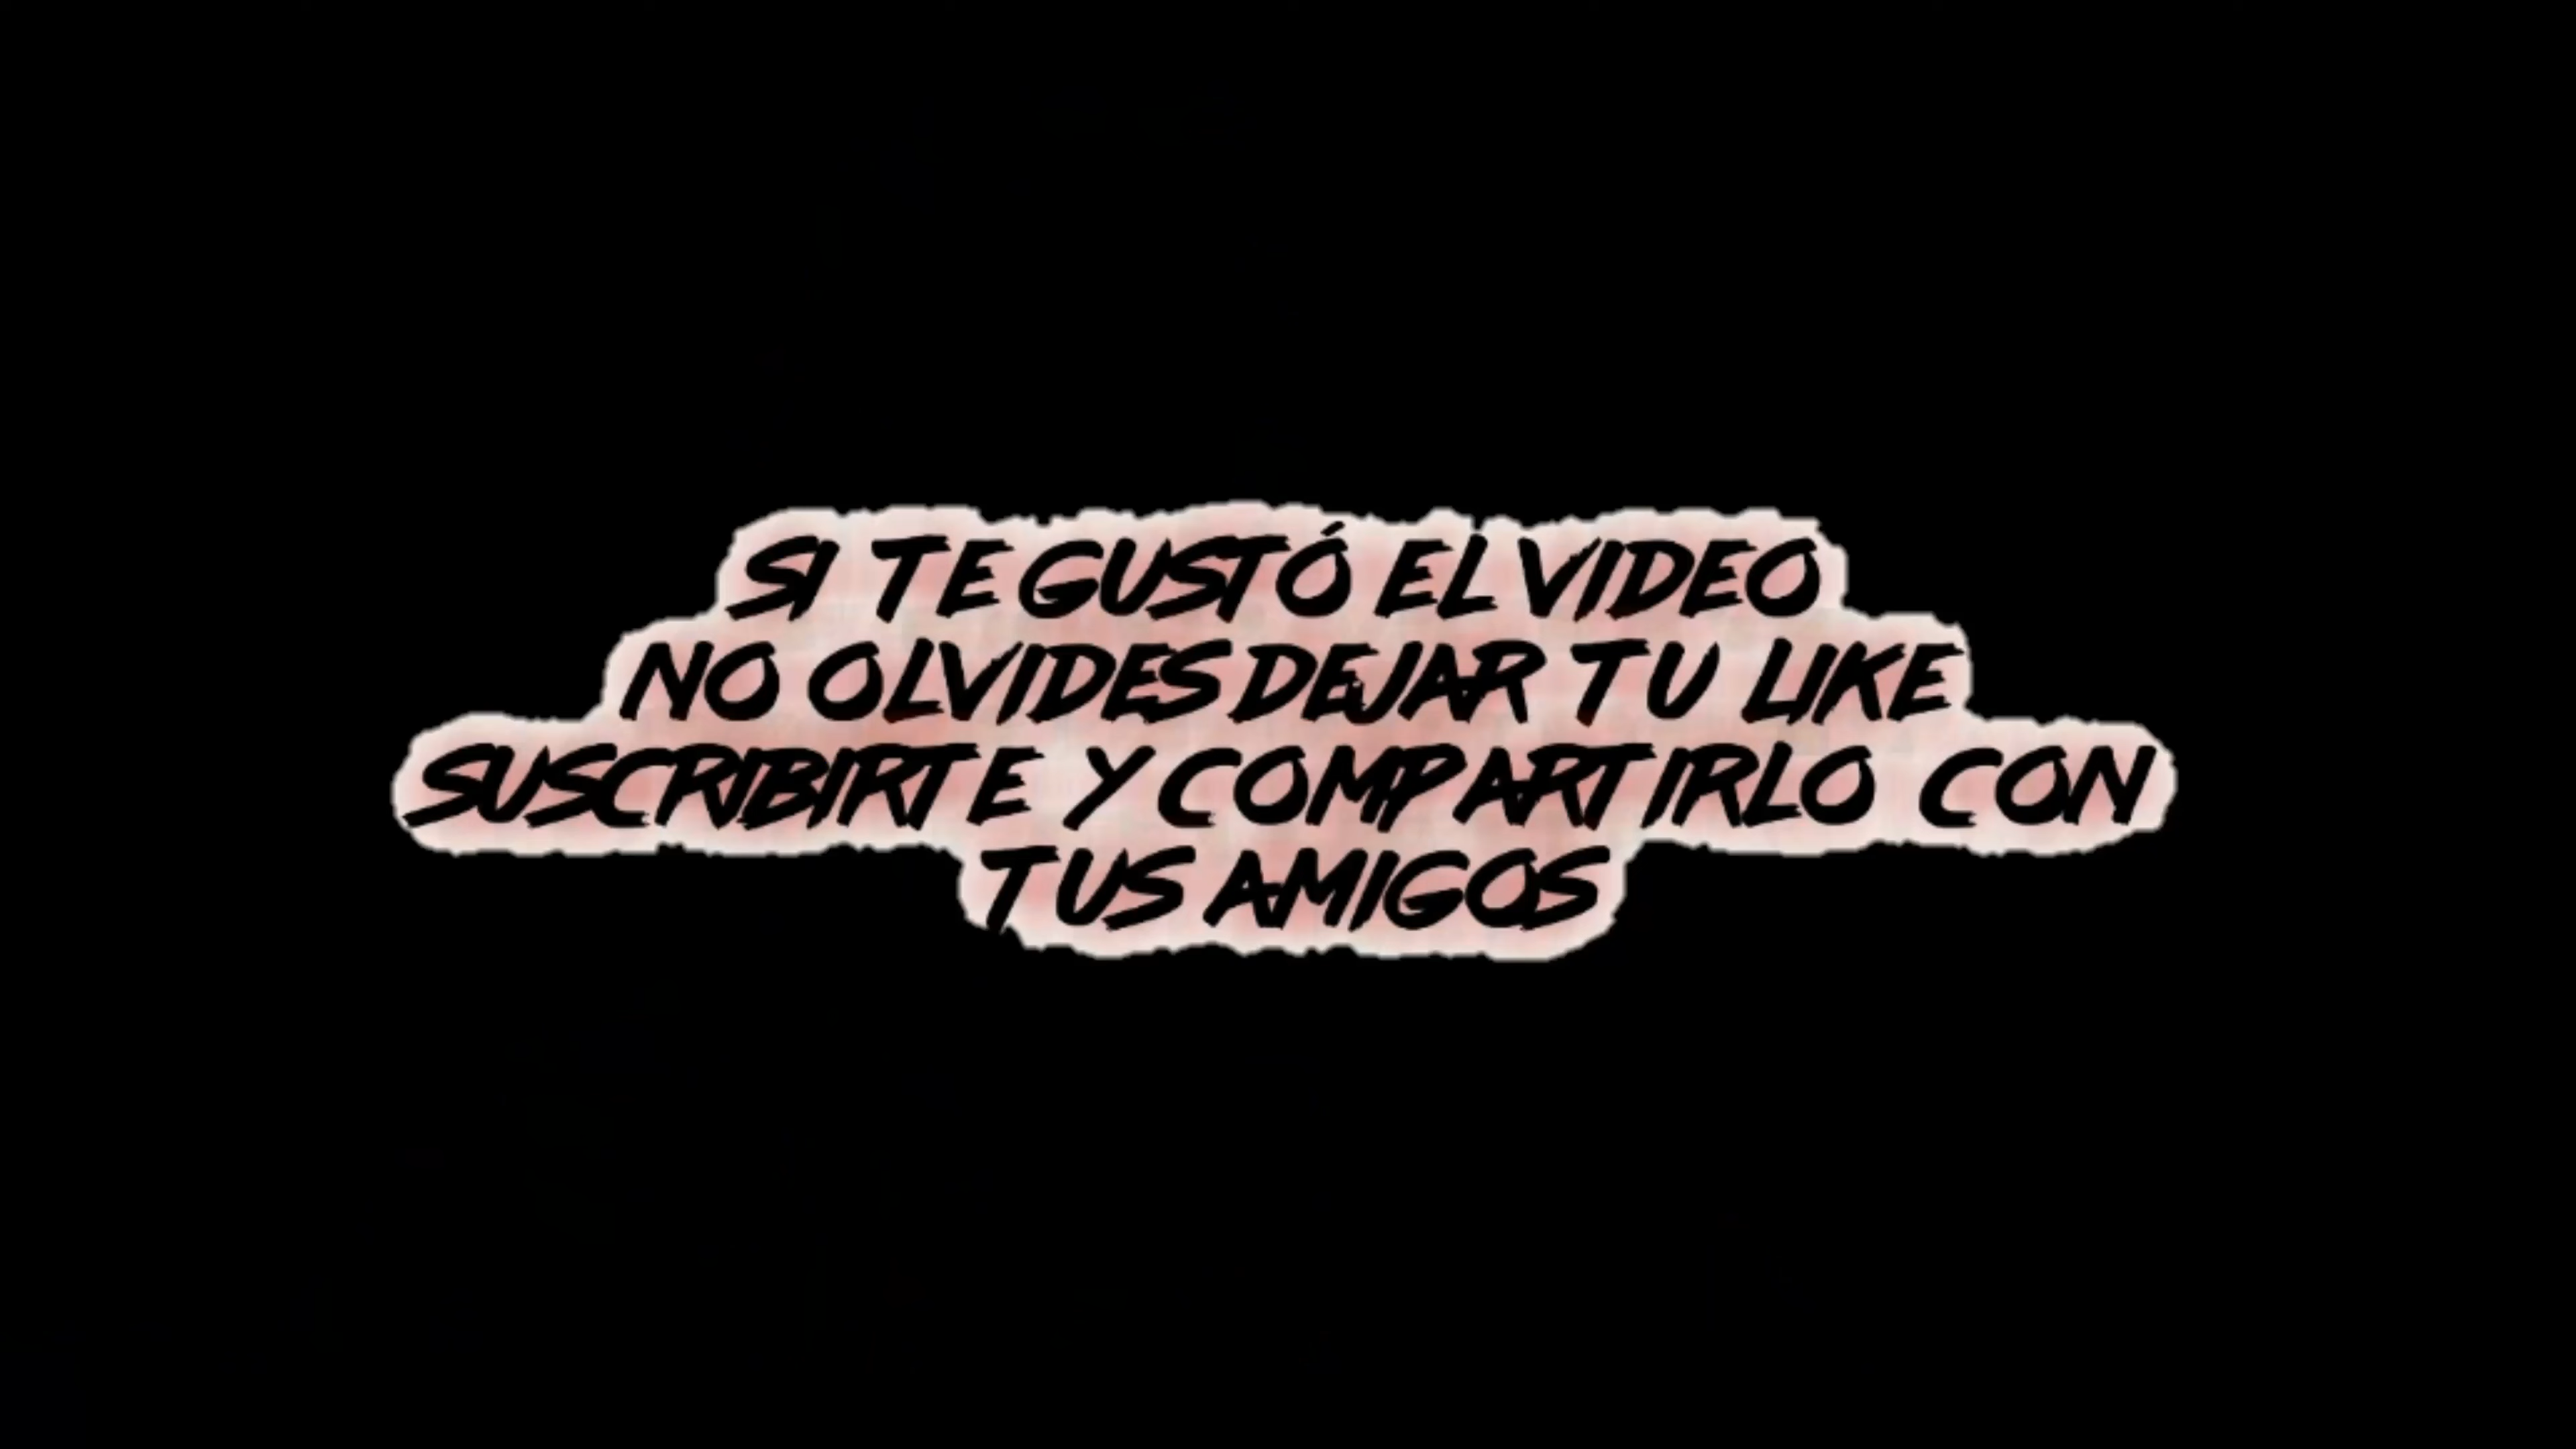 SI TE GUSTÓ EL VIDEO
NO OLVIDES DEJAR TU LIKE
SUSCRIBIRTE Y COMPARTIRLO CON
TUS AMIGOS